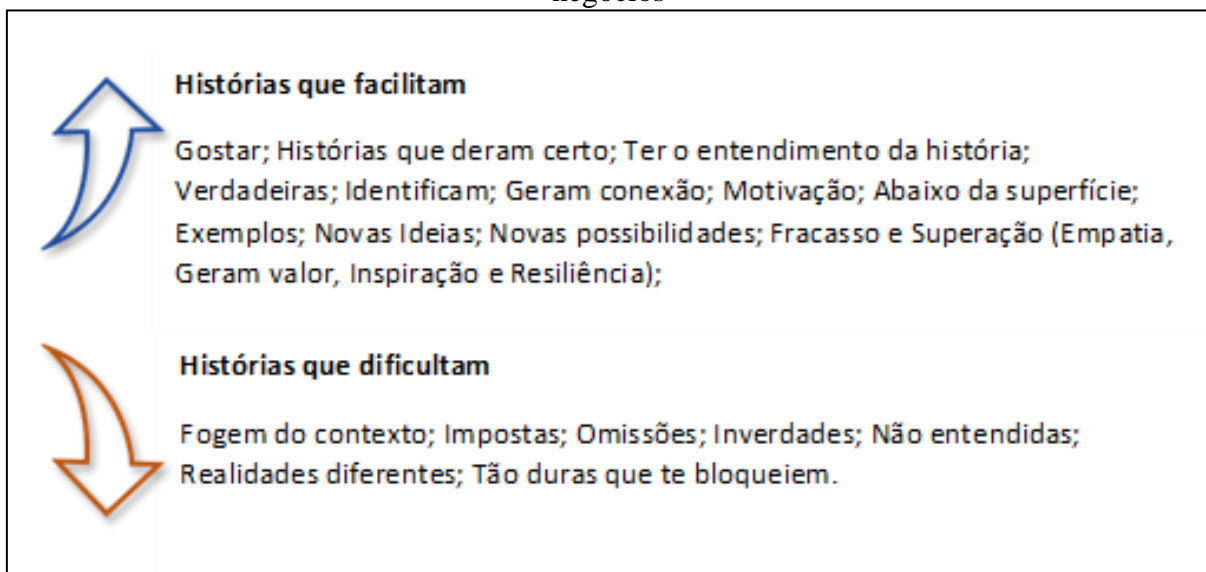 negócios
Histórias que facilitam
Gostar; Histórias que deram certo; Ter o entendimento da história;
Verdadeiras; Identificam; Geram conexão; Motivação; Abaixo da superfície;
Exemplos; Novas Ideias; Novas possibilidades; Fracasso e Superação (Empatia,
Geram valor, Inspiração e Resiliência);
Histórias que dificultam
Fogem do contexto; Impostas; Omissões; Inverdades; Não entendidas;
Realidades diferentes; Tão duras que te bloqueiem.